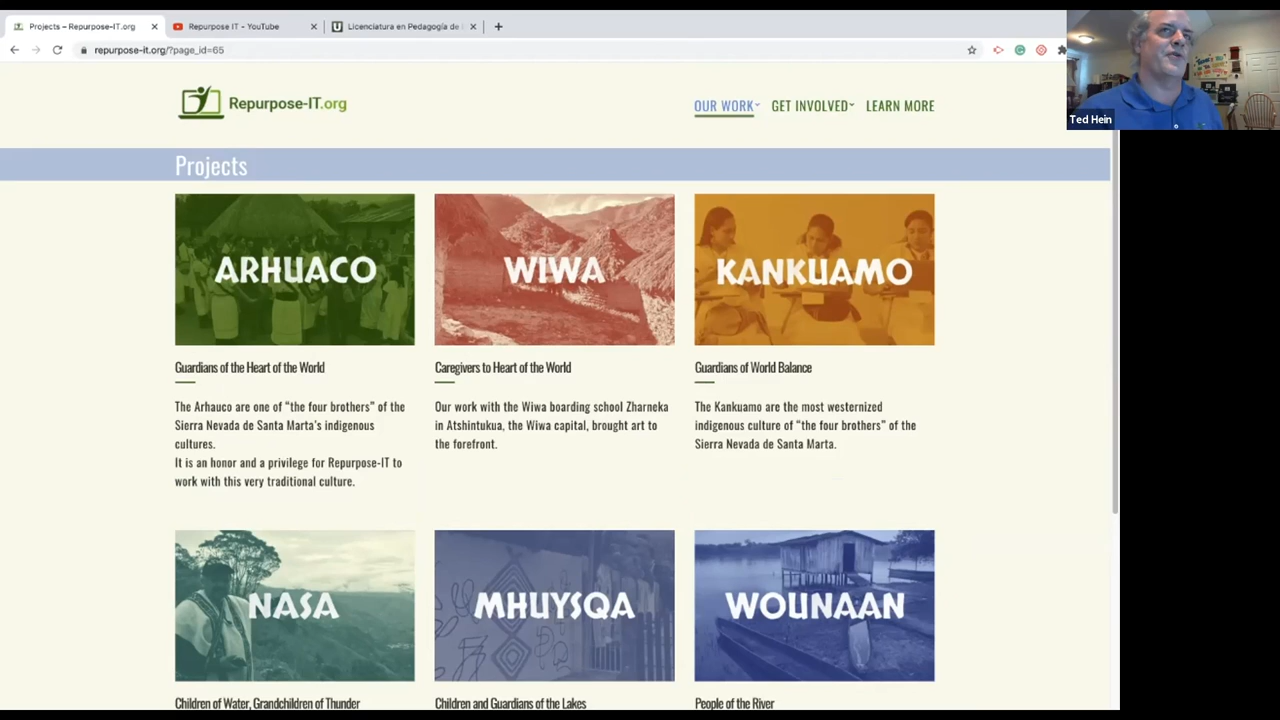 Projects – Repurpose-IT.org
Repurpose IT - YouTube
Licenciatura en Pedagogía de
repurpose-it.org/?page_id=65
Ted Hein
Repurpose-IT.org
OUR WORK
GET INVOLVED
LEARN MORE
Projects
ARHUACO
WIWA
KANKUAMO
Guardians of the Heart of the World
Caregivers to Heart of the World
Guardians of World Balance
The Arhauco are one of “the four brothers” of the
Sierra Nevada de Santa Marta’s indigenous
cultures.
It is an honor and a privilege for Repurpose-IT to
work with this very traditional culture.
Our work with the Wiwa boarding school Zharneka
in Atshintukua, the Wiwa capital, brought art to
the forefront.
The Kankuamo are the most westernized
indigenous culture of “the four brothers” of the
Sierra Nevada de Santa Marta.
NASA
MHUYSQA
WOUNAAN
Children of Water, Grandchildren of Thunder
Children and Guardians of the Lakes
People of the River